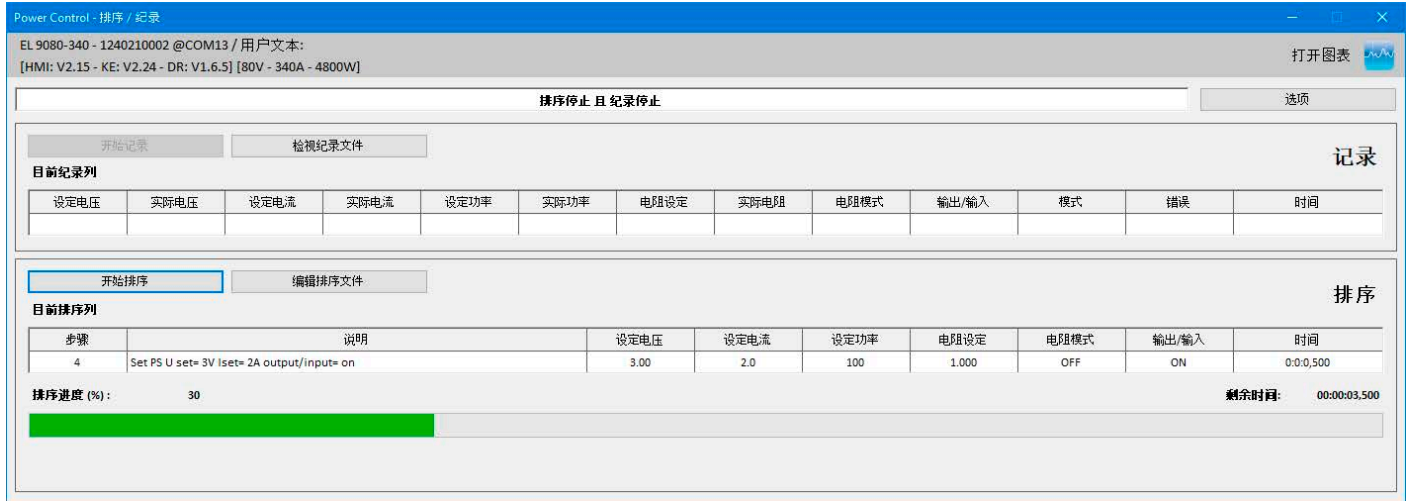 Power Control - 排序 / 纪录
EL 9080-340 - 1240210002 @COM13 / 用户文本:
[HMI: V2.15 - KE: V2.24 - DR: V1.6.5] [80V - 340A - 4800W]
打开图表
排序停止 且 纪录停止
选项
开始记录
检视纪录文件
记录
目前纪录列
设定电压 实际电压 设定电流 实际电流 设定功率 实际功率 电阻设定 实际电阻 电阻模式 输出/输入 模式 错误 时间
开始排序
编辑排序文件
排序
目前排序列
步骤 说明 设定电压 设定电流 设定功率 电阻设定 电阻模式 输出/输入 时间
4 Set PS U set= 3V Iset= 2A output/input= on 3.00 2.0 100 1.000 OFF ON 0:0:0,500
排序进度 (%) : 30
剩余时间: 00:00:03,500